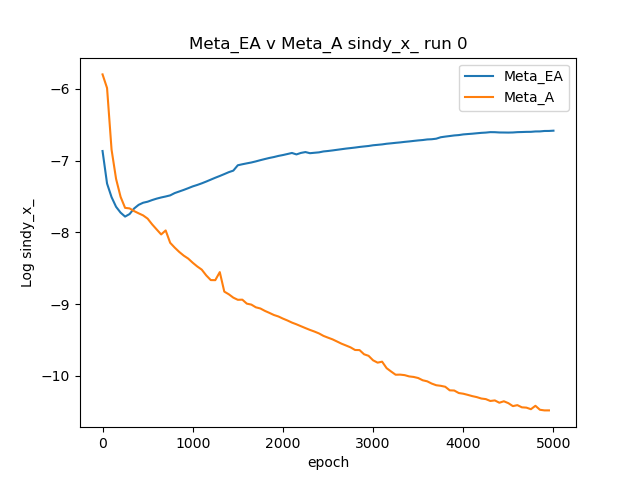 Meta_EA v Meta_A sindy_x_ run 0
Meta_EA
Meta_A
Log sindy_x_
−6
−7
−8
−9
−10
0 1000 2000 3000 4000 5000
epoch